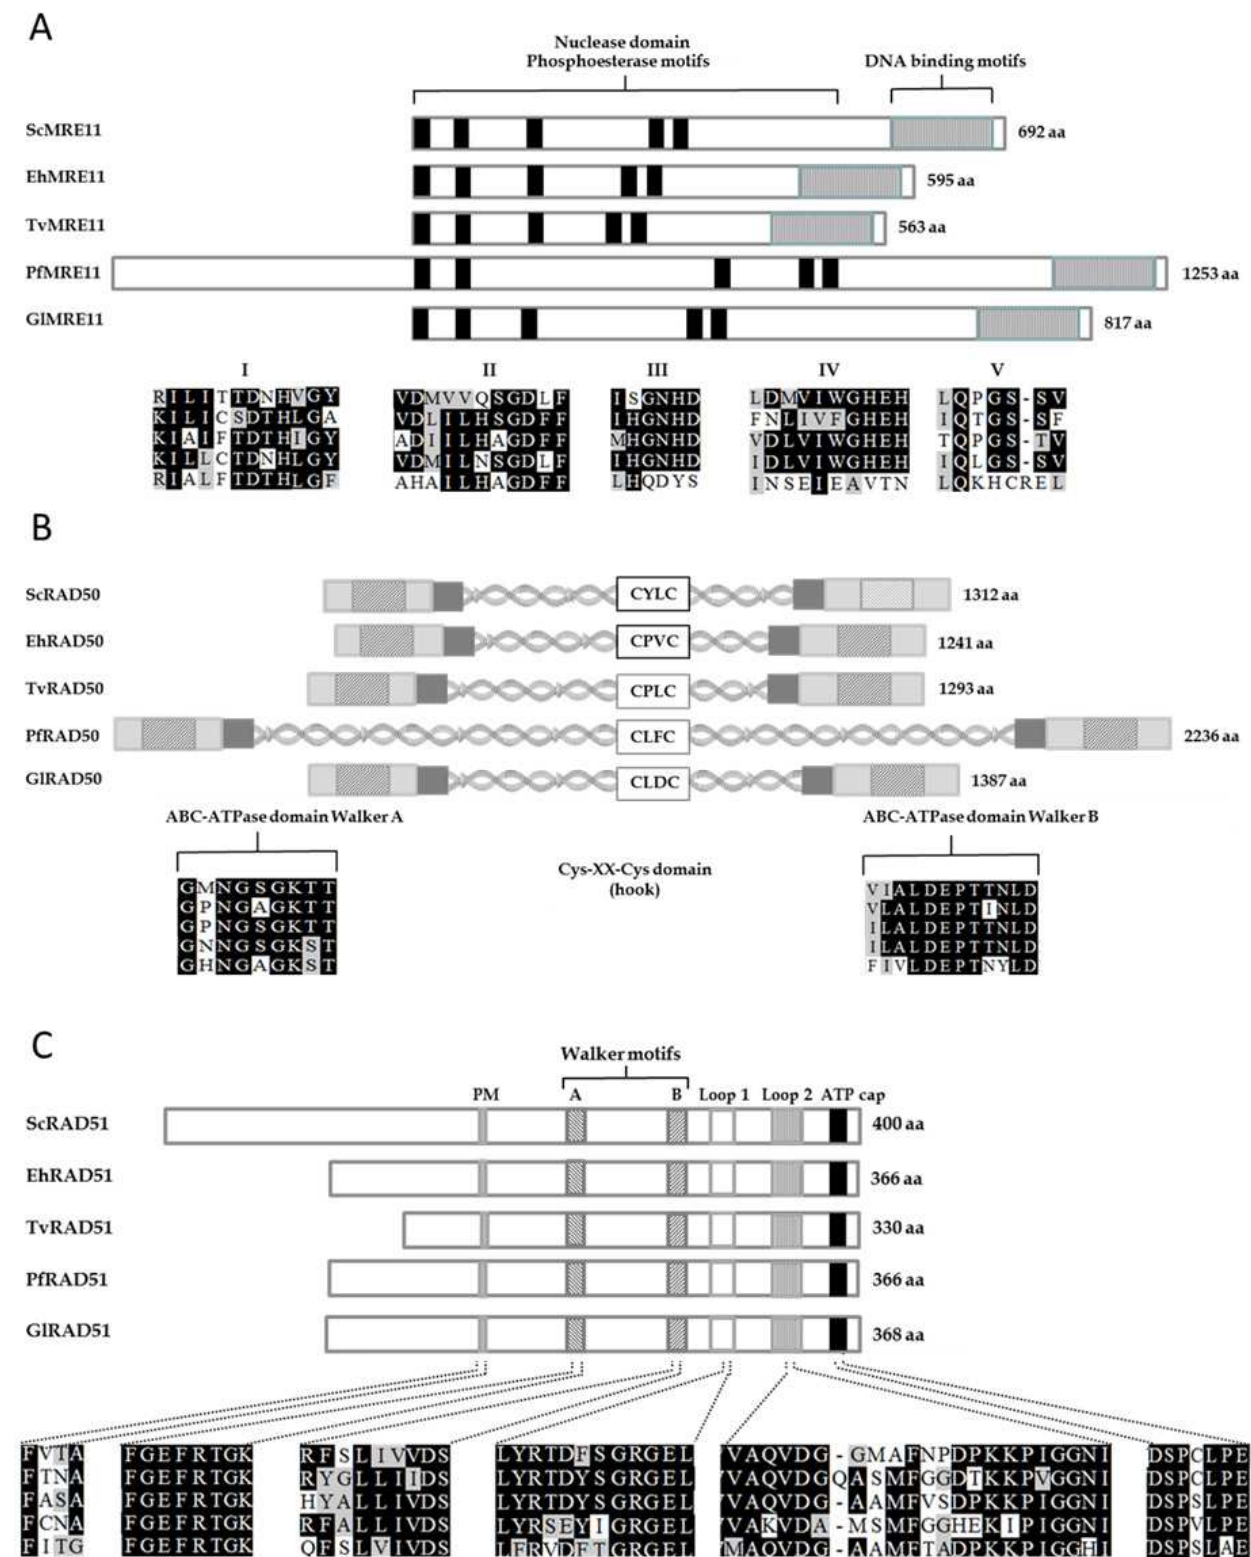 A
Nuclease domain
Phosphoesterase motifs
DNA binding motifs
ScMRE11
692 aa
EhMRE11
595 aa
TvMRE11
563 aa
PfMRE11
1253 aa
GlMRE11
817 aa
I II III IV V
RILITTDNHVGY VDMVVQSGDLF ISGNHD LDMVIWGHEH LQPGS-SV
KILICSDTHLGA VDLILHSGDFF IHGNHD FNLIVFGHEH IQTGS-SF
KIAIFTDTHIGY ADIILHAGDFF MHGNHD VDLVIWGHEH TQPGS-TV
KILLCTDNHLGY VDMILNSGDLF IHGNHD IDLVIWGHEH IQLGS-SV
RIALFTDTHLGF AHAILHAGDFF LHQDYS INSEIEAVTN LQKHCREL
B
ScRAD50 CYLC 1312 aa
EhRAD50 CPVC 1241 aa
TvRAD50 CPLC 1293 aa
PfRAD50 CLFC 2236 aa
GlRAD50 CLDC 1387 aa
ABC-ATPase domain Walker A
ABC-ATPase domain Walker B
Cys-XX-Cys domain
(hook)
GMNGSGKTT VIALDEPTTNLD
GPNGAGKTT VLALDEPTINLD
GPNGSGKTT ILALDEPTTNLD
GNNGSGKST ILALDEPTTNLD
GHNGAGKST FIVLDEPTNYLD
C
Walker motifs
PM A B Loop 1 Loop 2 ATP cap
ScRAD51 400 aa
EhRAD51 366 aa
TvRAD51 330 aa
PfRAD51 366 aa
GlRAD51 368 aa
FVTA FGEFRTGK RFSLIVVDS LYRTDFSGRGEL VAQVDG-GMAFNPDPKKPIGGNI DSPCLPE
FTNA FGEFRTGK RYGLLIIDS LYRTDYSGRGEL VAQVDGQASMFGGDTKKPVGGNI DSPCLPE
FASA FGEFRTGK HYALLIVDS LYRTDYSGRGEL VAQVDG-AAMFVSDPKKPIGGNI DSPSLPE
FCNA FGEFRTGK RFALLIVDS LYRSEYIGRGEL VAKVDA-MSMFGGHEKIPIGGNI DSPVLPE
FITG FGEFRTGK QFSLVIVDS LFRVDFTGRGEL MAQVDG-AAMFTADPKKPIGGHI DSPSLAE